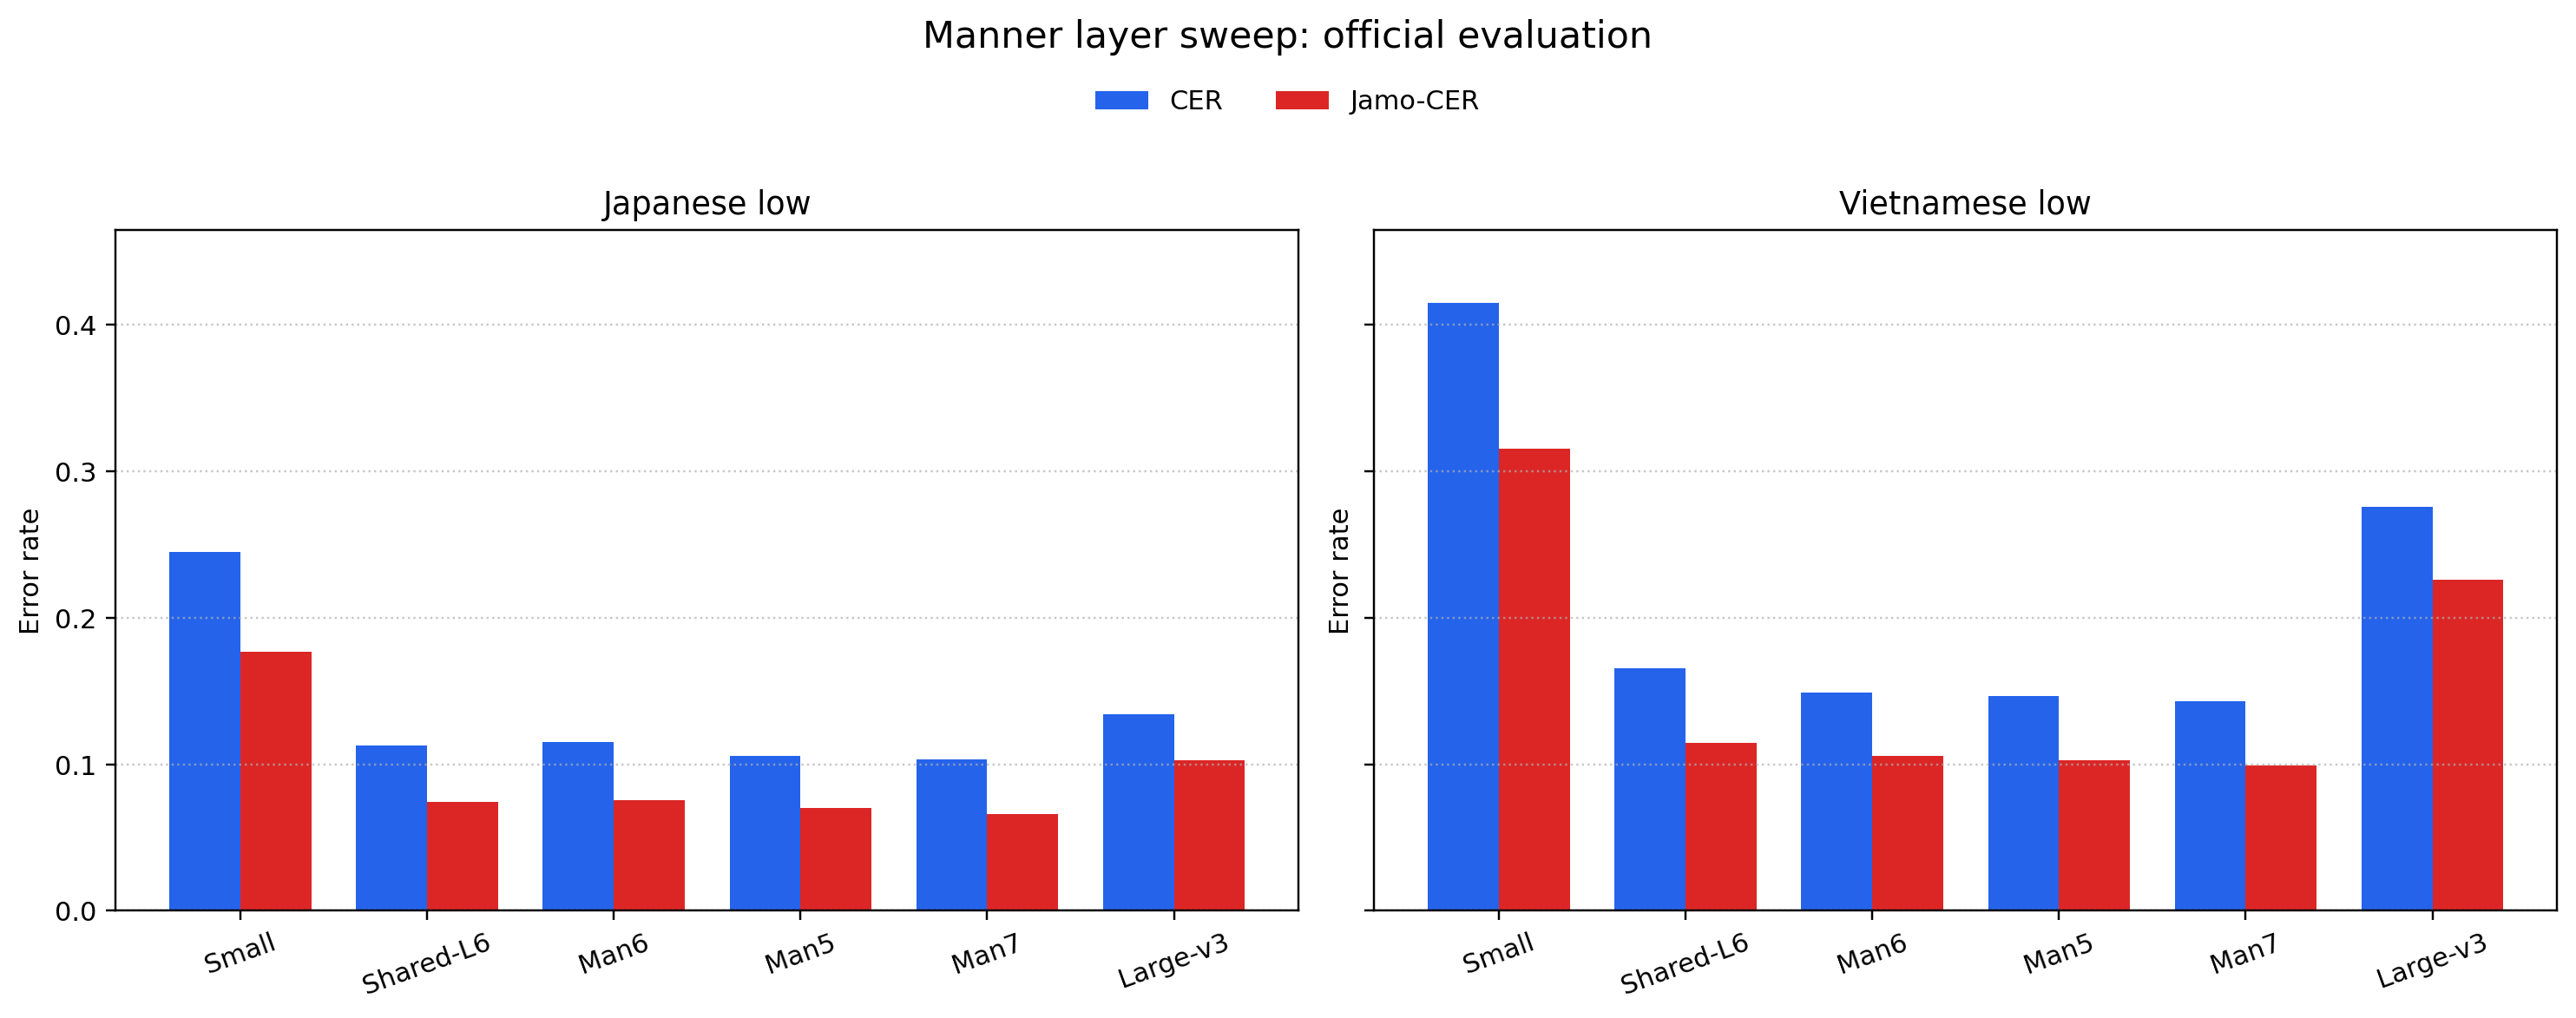 Manner layer sweep: official evaluation
CER Jamo-CER
Japanese low
Error rate
0.4
0.3
0.2
0.1
0.0
Small Shared-L6 Man6 Man5 Man7 Large-v3
Vietnamese low
Error rate
Small Shared-L6 Man6 Man5 Man7 Large-v3